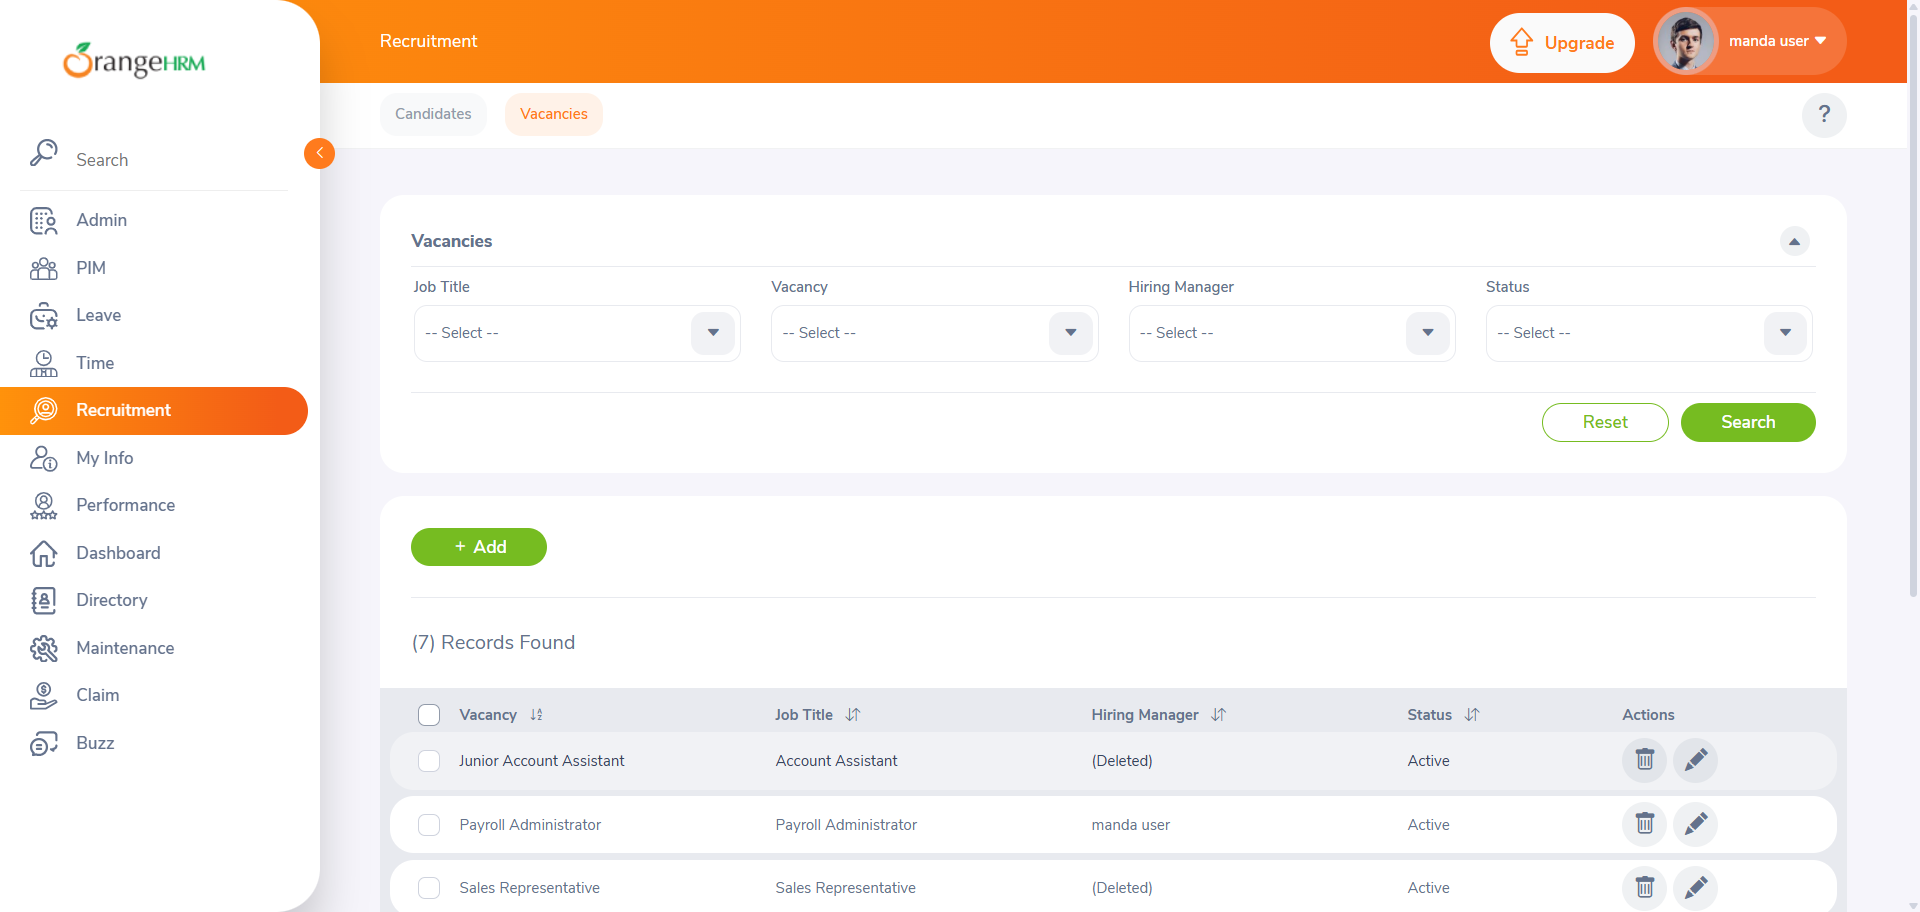 OrangeHRM
Recruitment
Upgrade
manda user
Candidates
Vacancies
?
Search
Admin
PIM
Leave
Time
Recruitment
My Info
Performance
Dashboard
Directory
Maintenance
Claim
Buzz
Vacancies
Job Title
Vacancy
Hiring Manager
Status
-- Select --
-- Select --
-- Select --
-- Select --
Reset
Search
+ Add
(7) Records Found
Vacancy
Job Title
Hiring Manager
Status
Actions
Junior Account Assistant
Account Assistant
(Deleted)
Active
Payroll Administrator
Payroll Administrator
manda user
Active
Sales Representative
Sales Representative
(Deleted)
Active